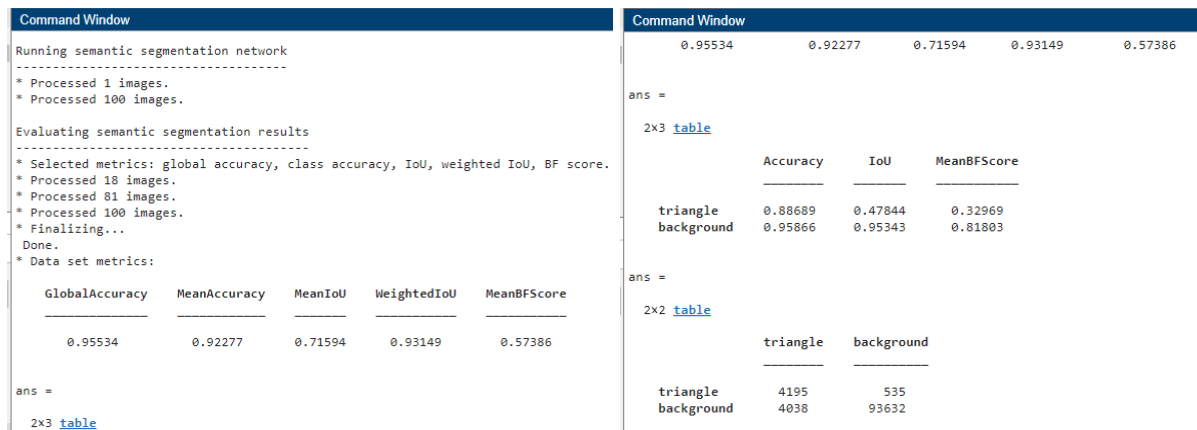 Command Window
Running semantic segmentation network
-------------------------------------
* Processed 1 images.
* Processed 100 images.
Evaluating semantic segmentation results
----------------------------------------
* Selected metrics: global accuracy, class accuracy, IoU, weighted IoU, BF score.
* Processed 18 images.
* Processed 81 images.
* Processed 100 images.
* Finalizing...
Done.
* Data set metrics:
GlobalAccuracy MeanAccuracy MeanIoU WeightedIoU MeanBFScore
0.95534 0.92277 0.71594 0.93149 0.57386
ans =
2×3 table
Command Window
0.95534 0.92277 0.71594 0.93149 0.57386
ans =
2×3 table
Accuracy IoU MeanBFScore
triangle 0.88689 0.47844 0.32969
background 0.95866 0.95343 0.81803
ans =
2×2 table
triangle background
triangle 4195 535
background 4038 93632